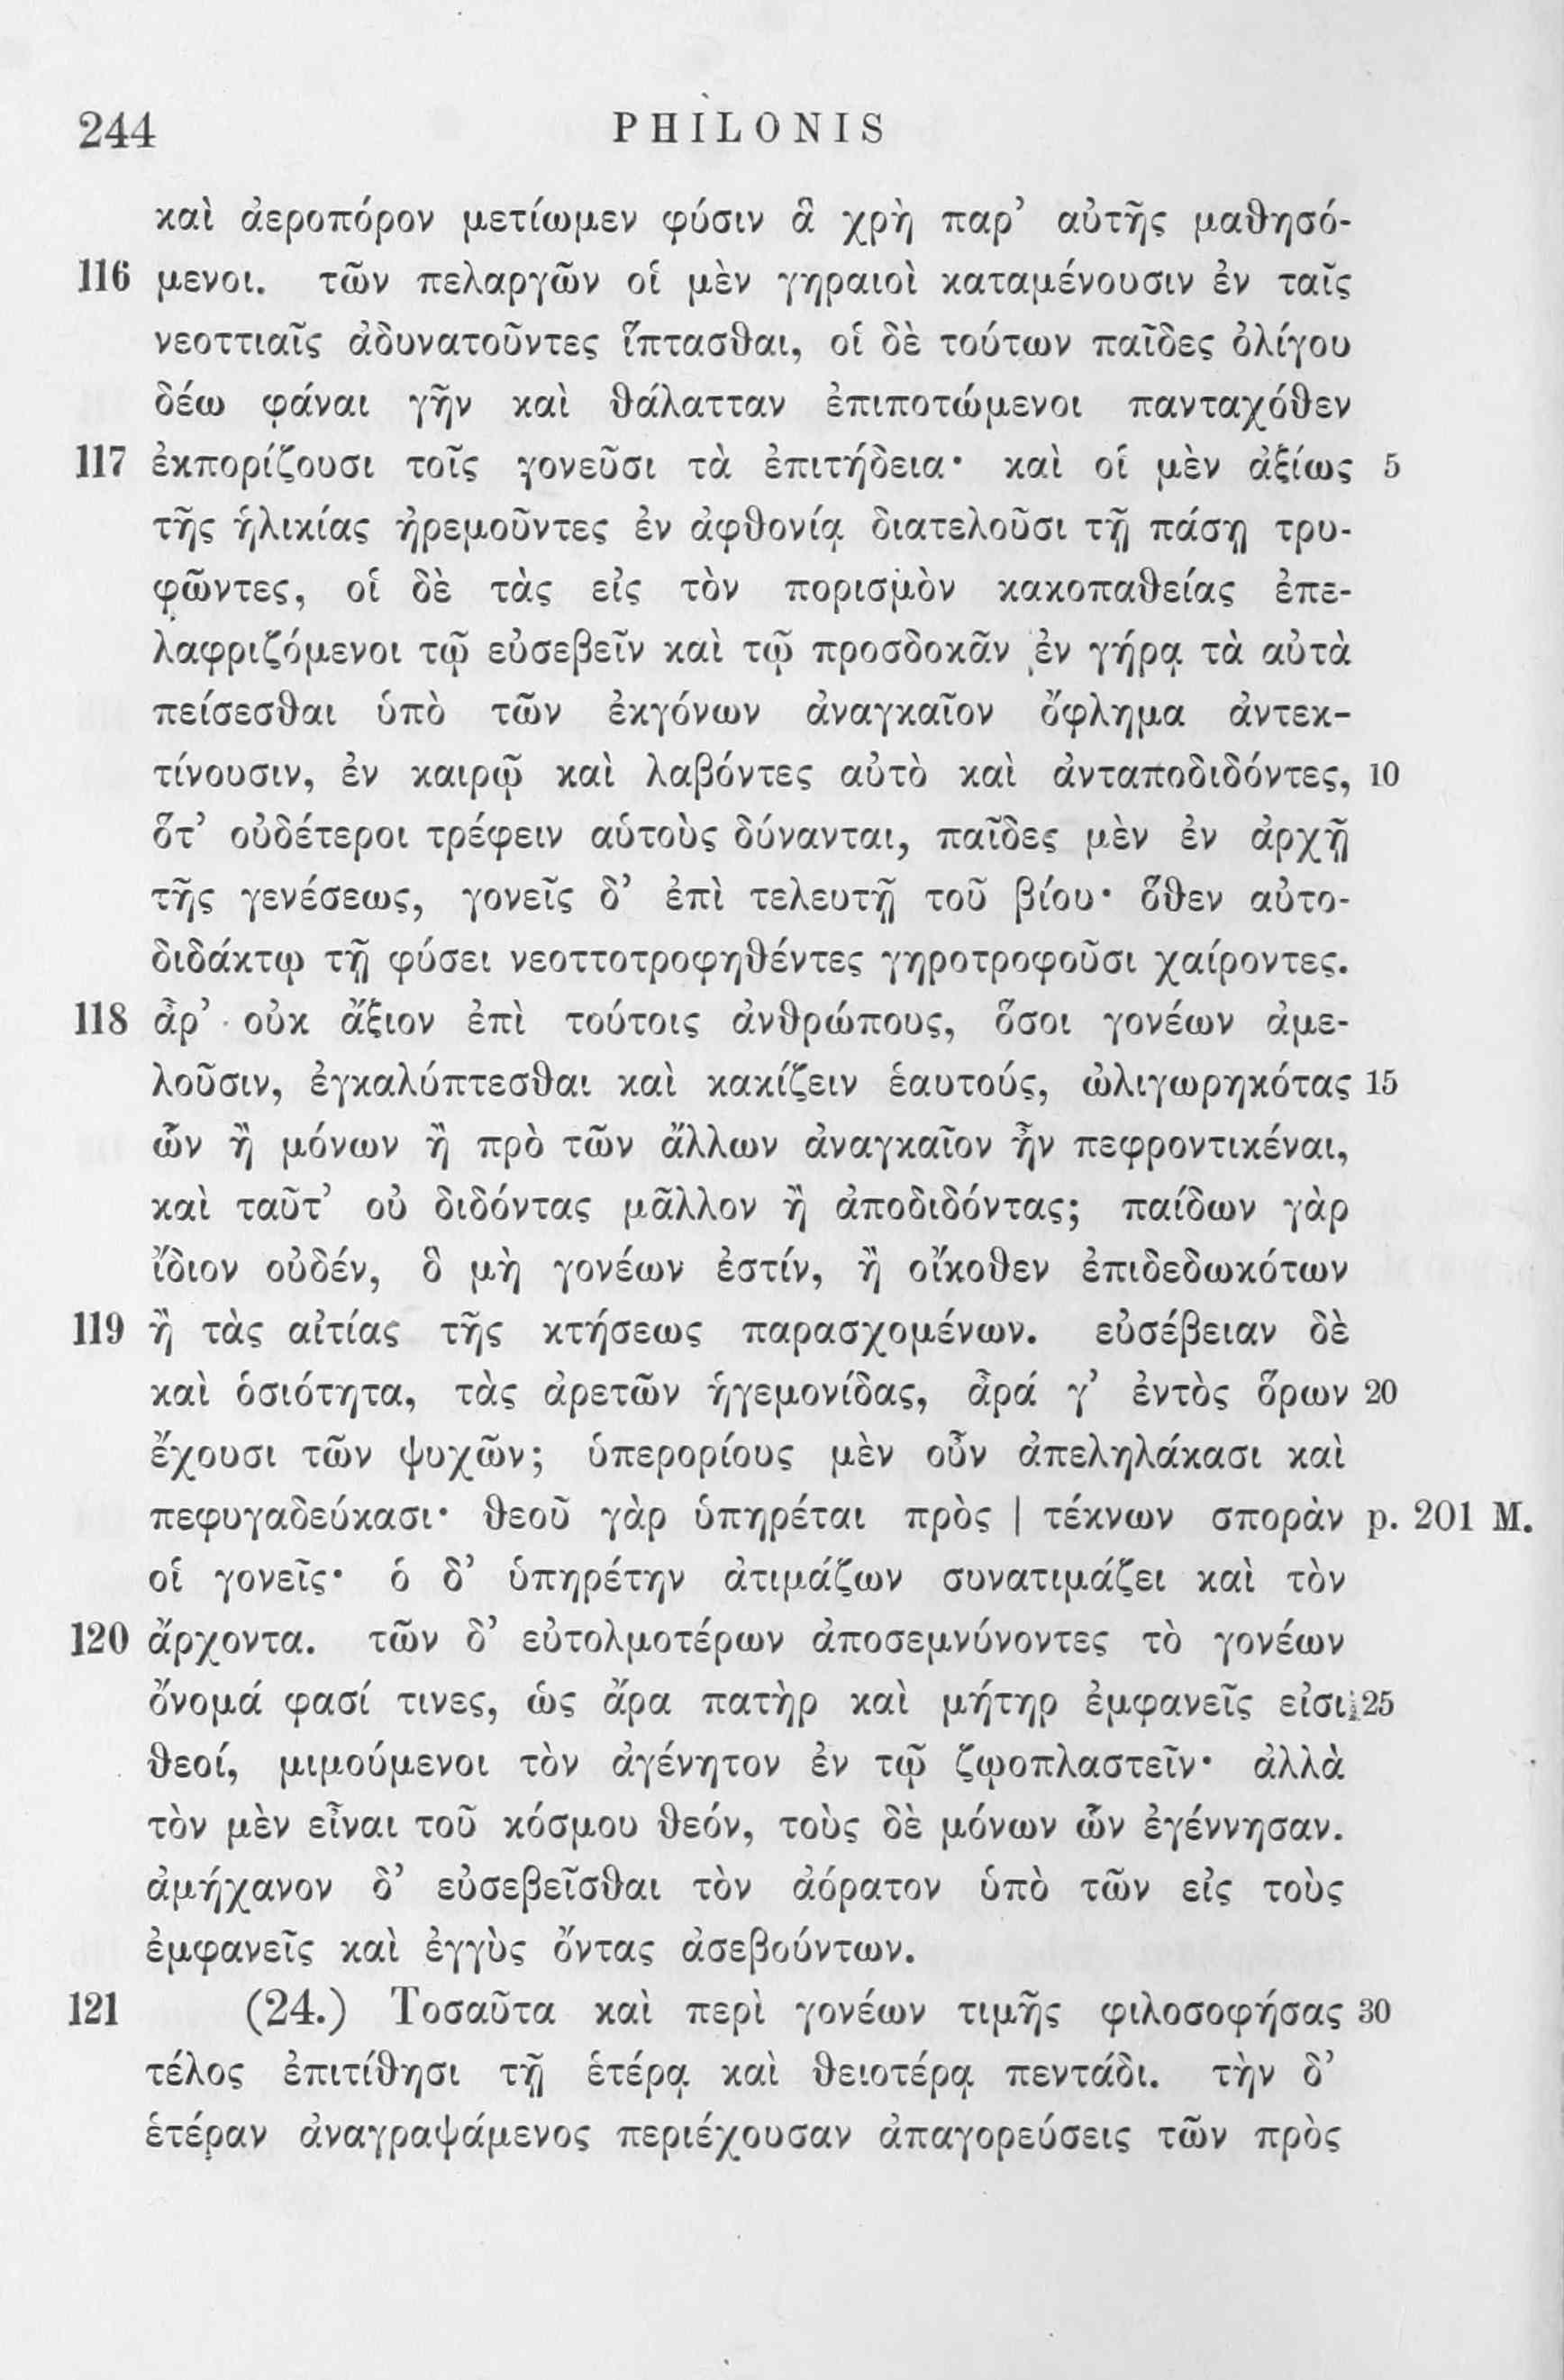 244 PHILONIS
καὶ ἀεροπόρον μετίωμεν φύσιν ἃ χρὴ παρ’ αὐτῆς μαθησό-
116 μενοι. τῶν πελαργῶν οἱ μὲν γηραιοὶ καταμένουσιν ἐν ταῖς
νεοττιαῖς ἀδυνατοῦντες ἵπτασθαι, οἱ δὲ τούτων παῖδες ὀλίγου
δέω φάναι γῆν καὶ θάλατταν ἐπιποτώμενοι πανταχόθεν
117 ἐκπορίζουσι τοῖς γονεῦσι τὰ ἐπιτήδεια· καὶ οἱ μὲν ἀξίως 5
τῆς ἡλικίας ἠρεμοῦντες ἐν ἀφθονίᾳ διατελοῦσι τῇ πάσῃ τρυ-
φῶντες, οἱ δὲ τὰς εἰς τὸν πορισμὸν κακοπαθείας ἐπε-
λαφριζόμενοι τῷ εὐσεβεῖν καὶ τῷ προσδοκᾶν ἐν γήρᾳ τὰ αὐτὰ
πείσεσθαι ὑπὸ τῶν ἐκγόνων ἀναγκαῖον ὄφλημα ἀντεκ-
τίνουσιν, ἐν καιρῷ καὶ λαβόντες αὐτὸ καὶ ἀνταποδιδόντες, 10
ὅτ’ οὐδέτεροι τρέφειν αὑτοὺς δύνανται, παῖδες μὲν ἐν ἀρχῇ
τῆς γενέσεως, γονεῖς δ’ ἐπὶ τελευτῇ τοῦ βίου· ὅθεν αὐτο-
διδάκτῳ τῇ φύσει νεοττοτροφηθέντες γηροτροφοῦσι χαίροντες.
118 ἆρ’ οὐκ ἄξιον ἐπὶ τούτοις ἀνθρώπους, ὅσοι γονέων ἀμε-
λοῦσιν, ἐγκαλύπτεσθαι καὶ κακίζειν ἑαυτούς, ὠλιγωρηκότας 15
ὧν ἢ μόνων ἢ πρὸ τῶν ἄλλων ἀναγκαῖον ἦν πεφροντικέναι,
καὶ ταῦτ’ οὐ διδόντας μᾶλλον ἢ ἀποδιδόντας; παίδων γὰρ
ἴδιον οὐδέν, ὃ μὴ γονέων ἐστίν, ἢ οἴκοθεν ἐπιδεδωκότων
119 ἢ τὰς αἰτίας τῆς κτήσεως παρασχομένων. εὐσέβειαν δὲ
καὶ ὁσιότητα, τὰς ἀρετῶν ἡγεμονίδας, ἆρά γ’ ἐντὸς ὅρων 20
ἔχουσι τῶν ψυχῶν; ὑπερορίους μὲν οὖν ἀπεληλάκασι καὶ
πεφυγαδεύκασι· θεοῦ γὰρ ὑπηρέται πρὸς | τέκνων σπορὰν p. 201 M.
οἱ γονεῖς· ὁ δ’ ὑπηρέτην ἀτιμάζων συνατιμάζει καὶ τὸν
120 ἄρχοντα. τῶν δ’ εὐτολμοτέρων ἀποσεμνύνοντες τὸ γονέων
ὄνομά φασί τινες, ὡς ἄρα πατὴρ καὶ μήτηρ ἐμφανεῖς εἰσι 25
θεοί, μιμούμενοι τὸν ἀγένητον ἐν τῷ ζῳοπλαστεῖν· ἀλλὰ
τὸν μὲν εἶναι τοῦ κόσμου θεόν, τοὺς δὲ μόνων ὧν ἐγέννησαν.
ἀμήχανον δ’ εὐσεβεῖσθαι τὸν ἀόρατον ὑπὸ τῶν εἰς τοὺς
ἐμφανεῖς καὶ ἐγγὺς ὄντας ἀσεβούντων.
121 (24.) Τοσαῦτα καὶ περὶ γονέων τιμῆς φιλοσοφήσας 30
τέλος ἐπιτίθησι τῇ ἑτέρᾳ καὶ θειοτέρᾳ πεντάδι. τὴν δ’
ἑτέραν ἀναγραψάμενος περιέχουσαν ἀπαγορεύσεις τῶν πρὸς